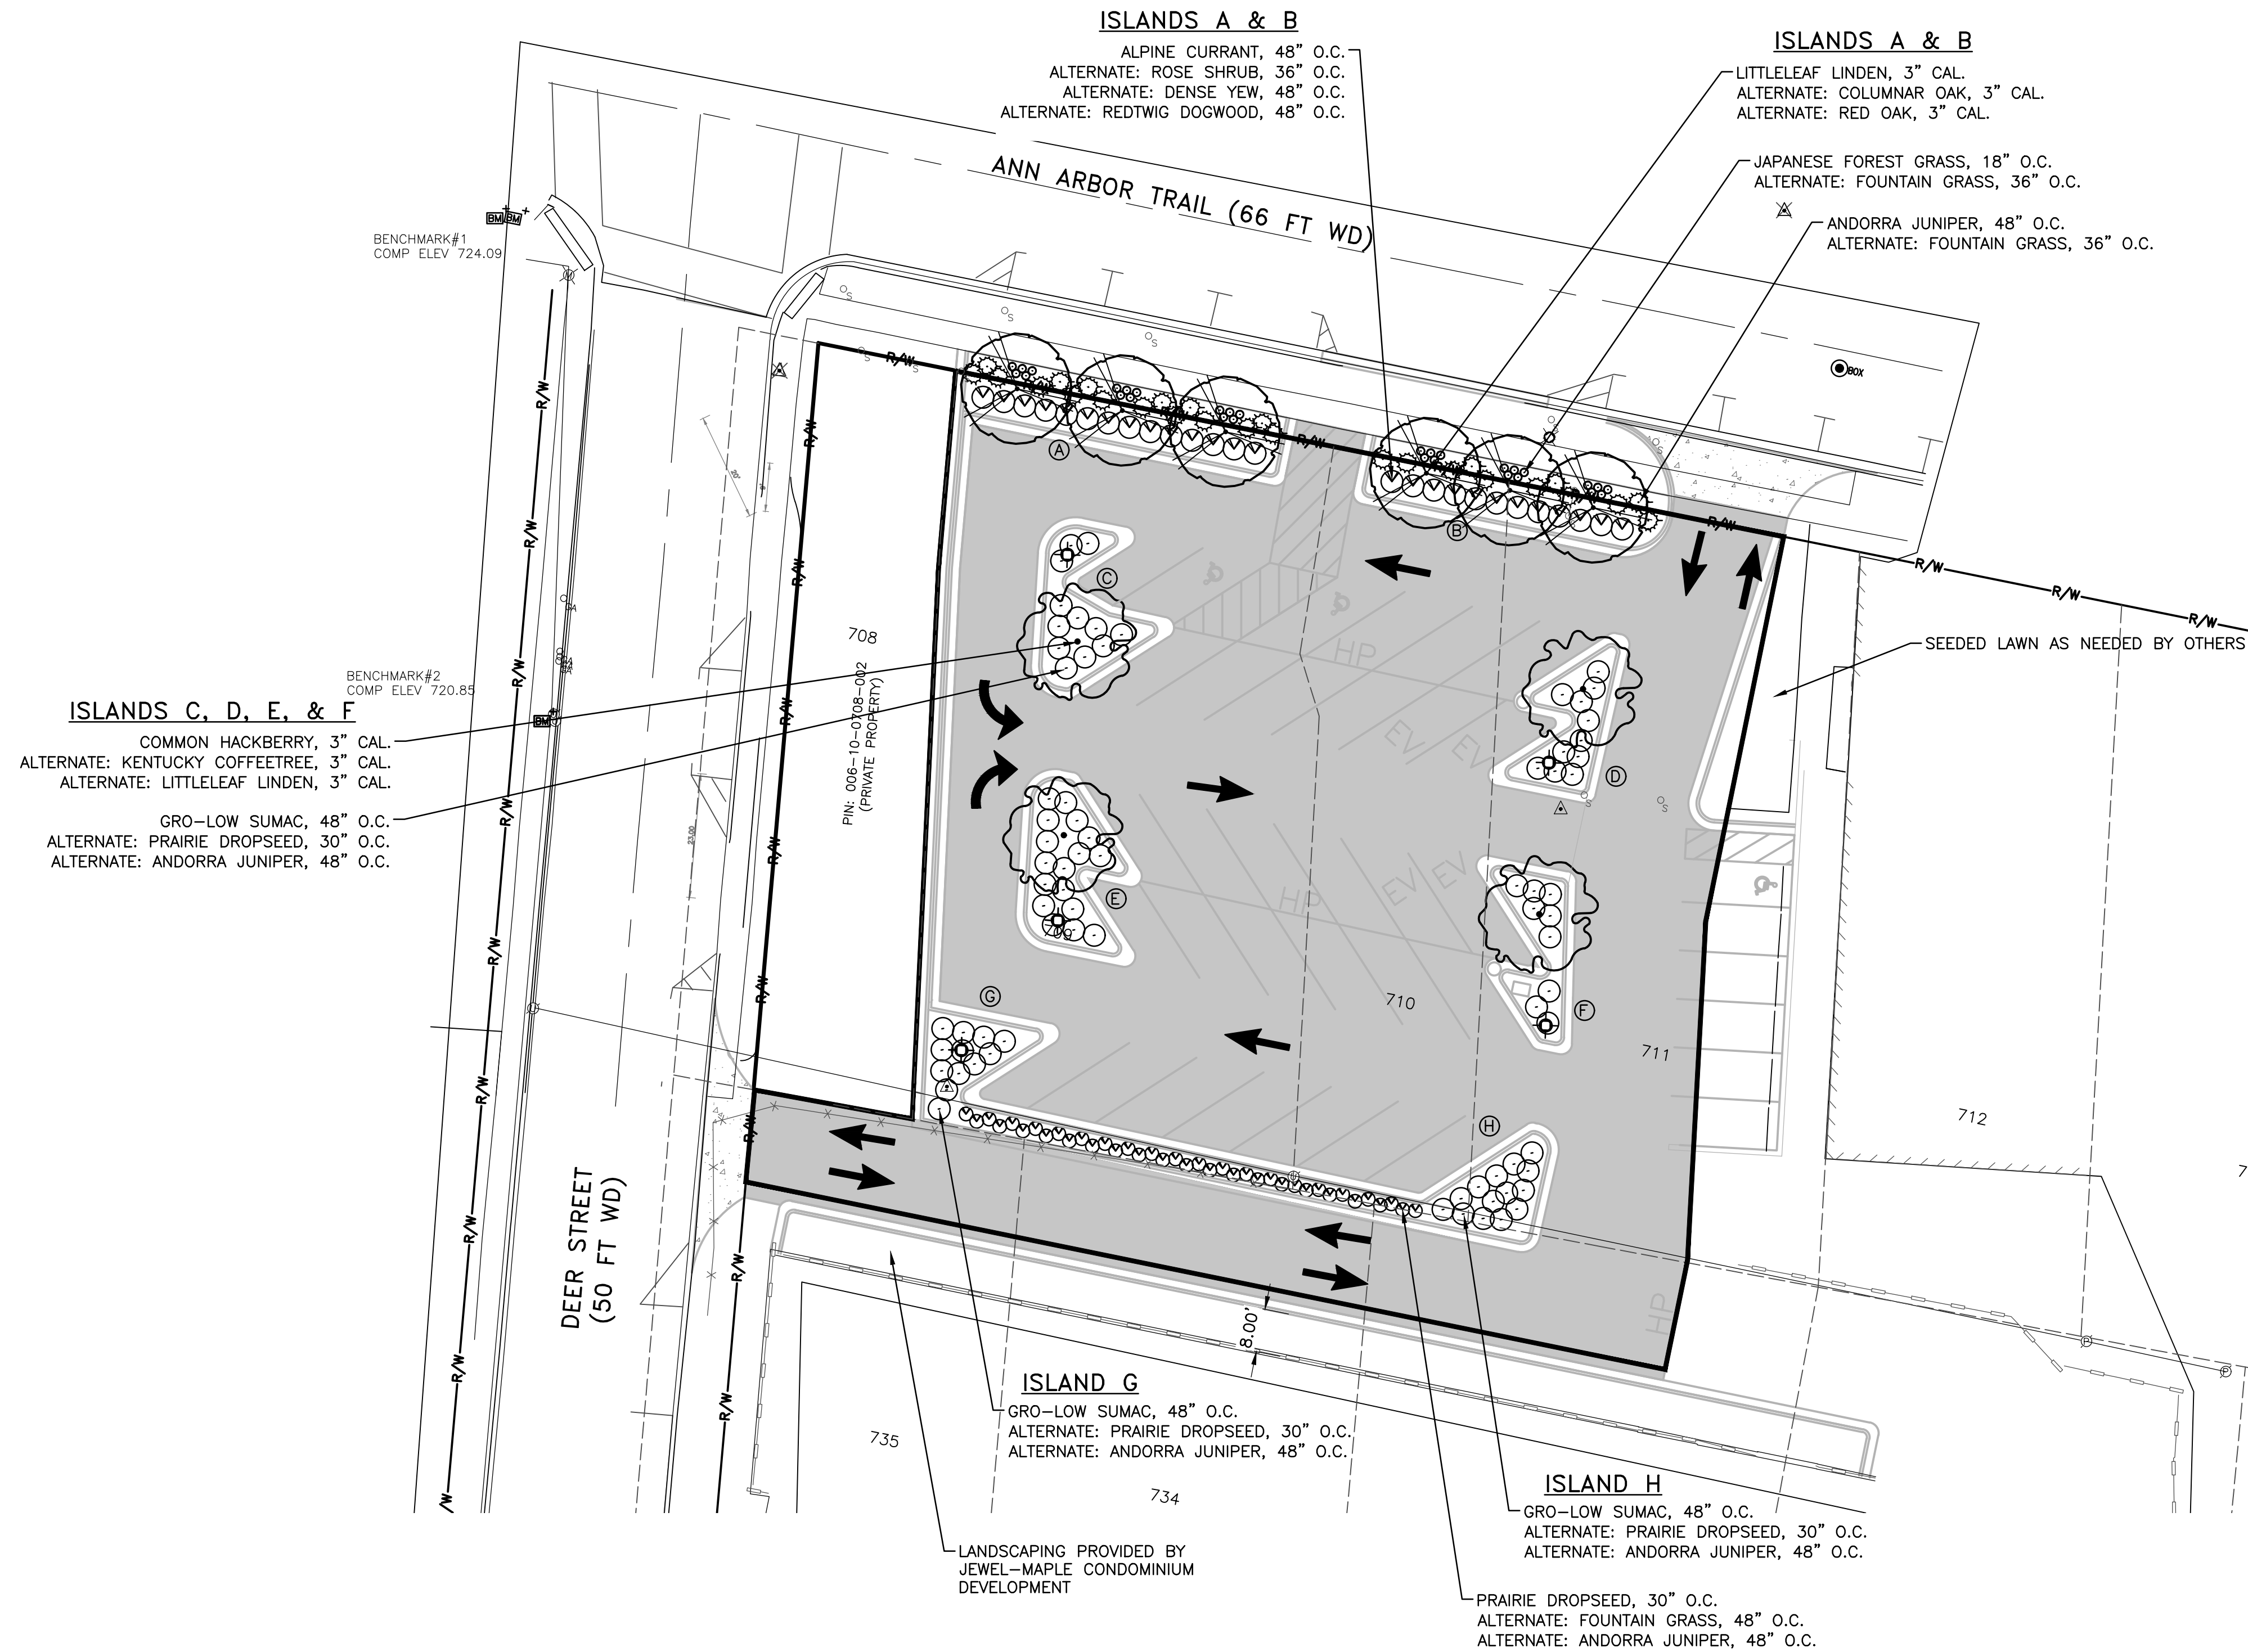 ISLANDS A & B
ALPINE CURRANT, 48" O.C.
ALTERNATE: ROSE SHRUB, 36" O.C.
ALTERNATE: DENSE YEW, 48" O.C.
ALTERNATE: REDTWIG DOGWOOD, 48" O.C.
ISLANDS A & B
LITTLELEAF LINDEN, 3" CAL.
ALTERNATE: COLUMNAR OAK, 3" CAL.
ALTERNATE: RED OAK, 3" CAL.
JAPANESE FOREST GRASS, 18" O.C.
ALTERNATE: FOUNTAIN GRASS, 36" O.C.
ANDORRA JUNIPER, 48" O.C.
ALTERNATE: FOUNTAIN GRASS, 36" O.C.
ANN ARBOR TRAIL (66 FT WD)
BM
BM
BENCHMARK#1
COMP ELEV 724.09
BOX
R/W
R/W
R/W
R/W
R/W
R/W
R/W
R/W
R/W
R/W
R/W
A
B
C
D
E
F
G
H
HP
EV
EV
HP
EV
EV
HP
708
PIN: 006-10-0708-002
(PRIVATE PROPERTY)
709
710
711
712
SEEDED LAWN AS NEEDED BY OTHERS
BENCHMARK#2
COMP ELEV 720.85
BM
ISLANDS C, D, E, & F
COMMON HACKBERRY, 3" CAL.
ALTERNATE: KENTUCKY COFFEETREE, 3" CAL.
ALTERNATE: LITTLELEAF LINDEN, 3" CAL.
GRO-LOW SUMAC, 48" O.C.
ALTERNATE: PRAIRIE DROPSEED, 30" O.C.
ALTERNATE: ANDORRA JUNIPER, 48" O.C.
20'
23.00
R/W
R/W
R/W
R/W
R/W
R/W
R/W
R/W
R/W
R/W
R/W
R/W
R/W
R/W
DEER STREET
(50 FT WD)
8.00'
ISLAND G
GRO-LOW SUMAC, 48" O.C.
ALTERNATE: PRAIRIE DROPSEED, 30" O.C.
ALTERNATE: ANDORRA JUNIPER, 48" O.C.
735
734
LANDSCAPING PROVIDED BY
JEWEL-MAPLE CONDOMINIUM
DEVELOPMENT
ISLAND H
GRO-LOW SUMAC, 48" O.C.
ALTERNATE: PRAIRIE DROPSEED, 30" O.C.
ALTERNATE: ANDORRA JUNIPER, 48" O.C.
PRAIRIE DROPSEED, 30" O.C.
ALTERNATE: FOUNTAIN GRASS, 48" O.C.
ALTERNATE: ANDORRA JUNIPER, 48" O.C.